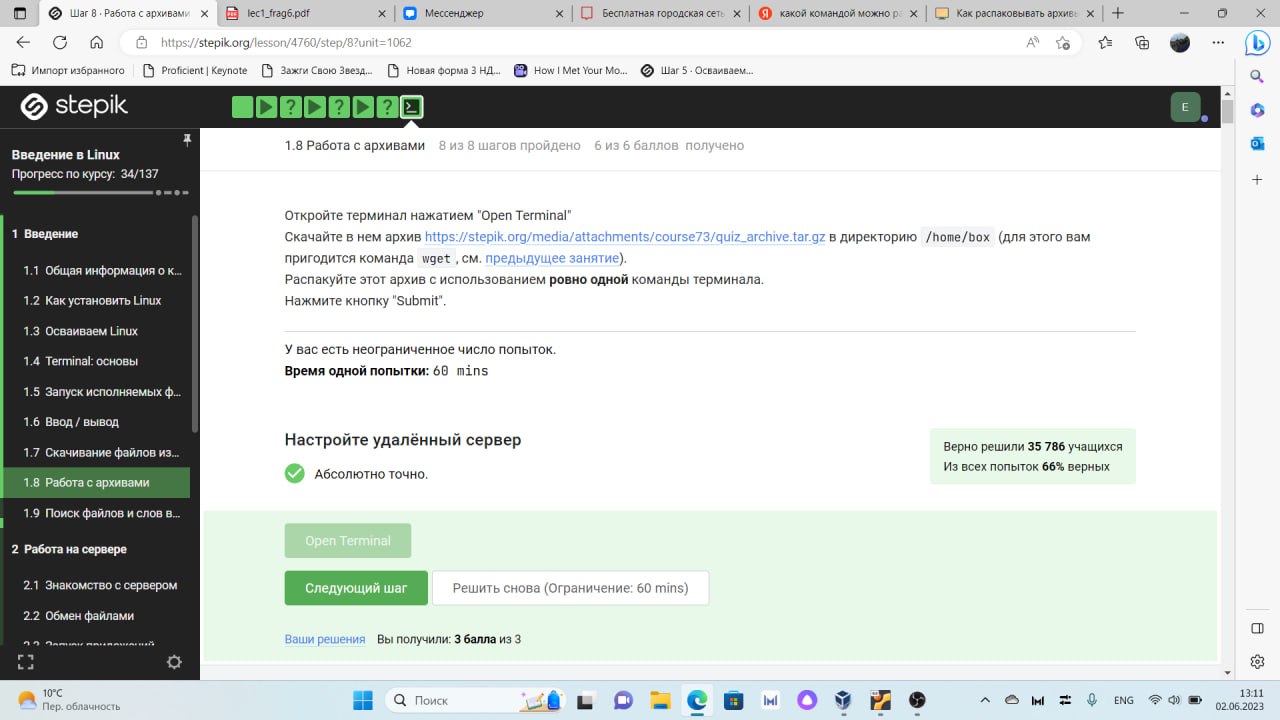 Шаг 8 – Работа с архивами
lec1_frag6.pdf
Мессенджер
Бесплатная городская сеть
какой командой можно ра
Как распаковывать архивы
https://stepik.org/lesson/4760/step/8?unit=1062
Импорт избранного
Proficient | Keynote
Зажги Свою Звезд...
Новая форма 3 НД...
How I Met Your Mo...
Шаг 5 · Осваиваем...
stepik
E
Введение в Linux
Прогресс по курсу: 34/137
1 Введение
1.1 Общая информация о к...
1.2 Как установить Linux
1.3 Осваиваем Linux
1.4 Terminal: основы
1.5 Запуск исполняемых ф...
1.6 Ввод / вывод
1.7 Скачивание файлов из...
1.8 Работа с архивами
1.9 Поиск файлов и слов в...
2 Работа на сервере
2.1 Знакомство с сервером
2.2 Обмен файлами
2.3 Запуск приложений
1.8 Работа с архивами 8 из 8 шагов пройдено 6 из 6 баллов получено
Откройте терминал нажатием "Open Terminal"
Скачайте в нем архив https://stepik.org/media/attachments/course73/quiz_archive.tar.gz в директорию /home/box (для этого вам
пригодится команда wget, см. предыдущее занятие).
Распакуйте этот архив с использованием ровно одной команды терминала.
Нажмите кнопку "Submit".
У вас есть неограниченное число попыток.
Время одной попытки: 60 mins
Настройте удалённый сервер
Абсолютно точно.
Верно решили 35 786 учащихся
Из всех попыток 66% верных
Open Terminal
Следующий шаг
Решить снова (Ограничение: 60 mins)
Ваши решения Вы получили: 3 балла из 3
10°C
Пер. облачность
Поиск
ENG
13:11
02.06.2023